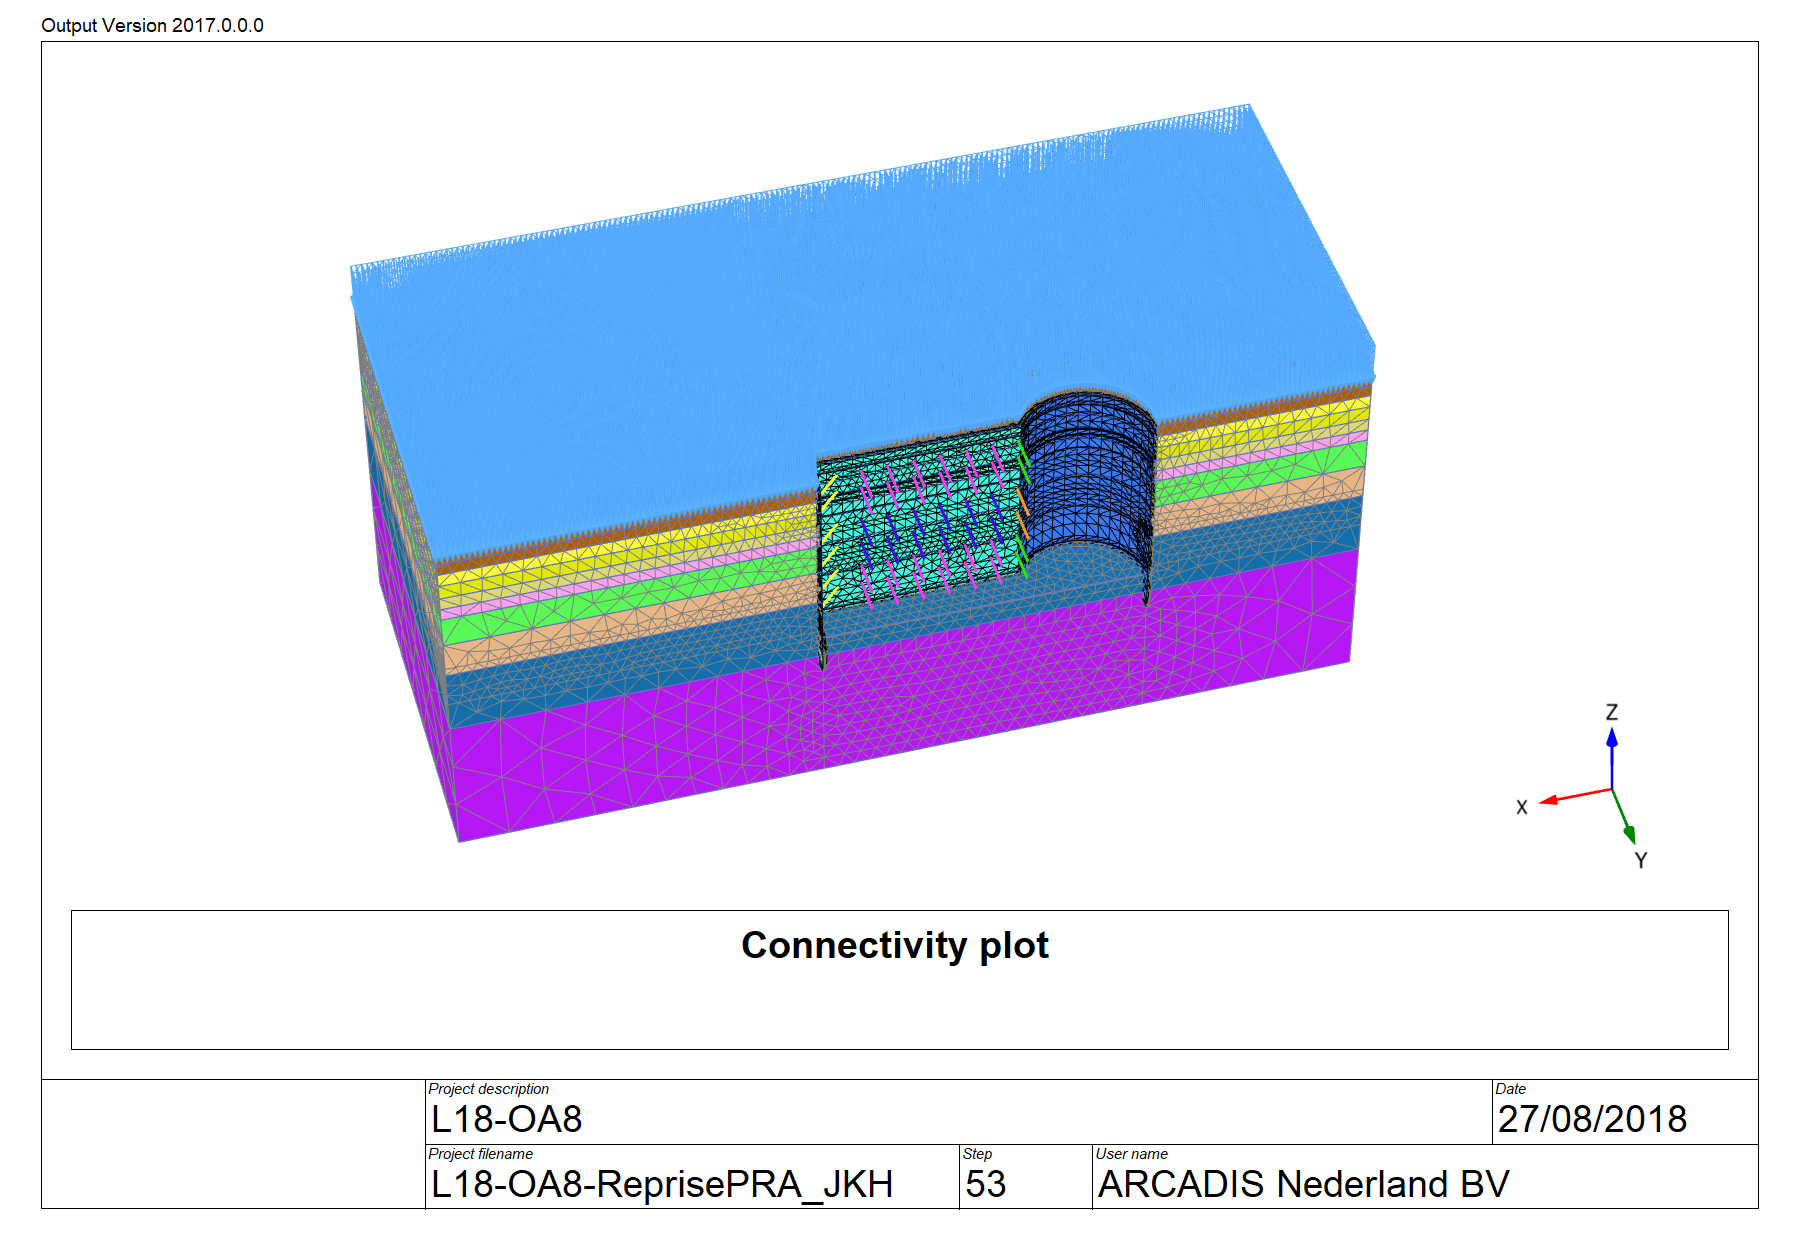 Output Version 2017.0.0.0
Z
X
Y
Connectivity plot
Project description
L18-OA8
Date
27/08/2018
Project filename
L18-OA8-ReprisePRA_JKH
Step
53
User name
ARCADIS Nederland BV